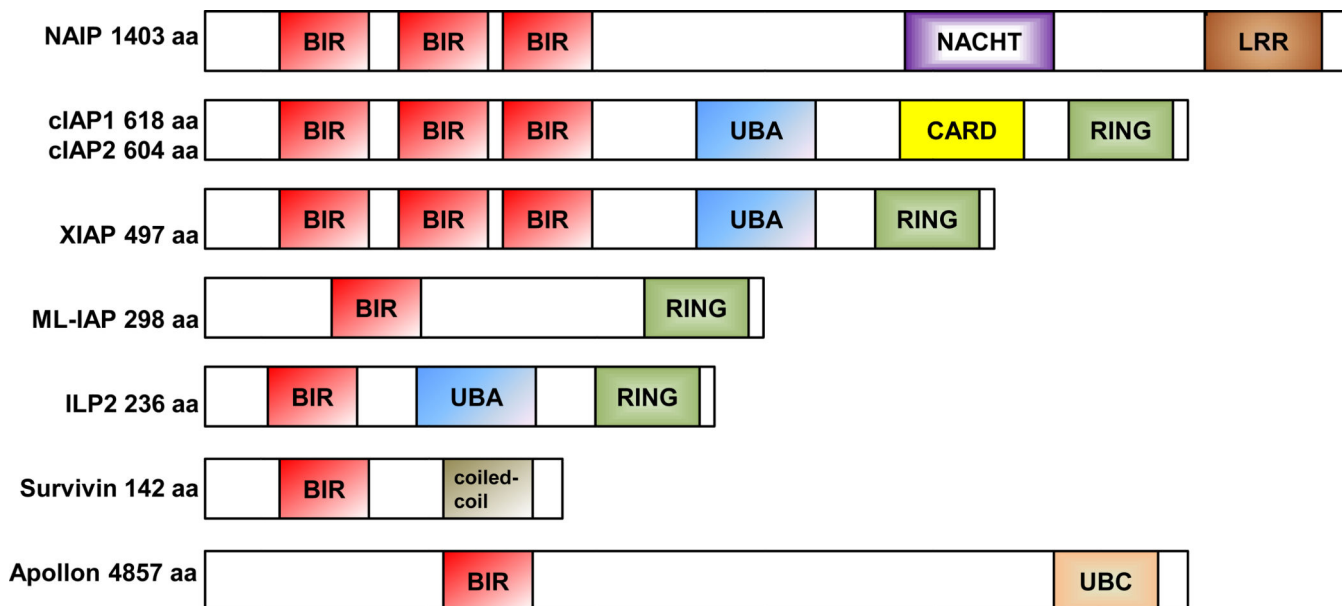 NAIP 1403 aa BIR BIR BIR NACHT LRR
cIAP1 618 aa
cIAP2 604 aa BIR BIR BIR UBA CARD RING
XIAP 497 aa BIR BIR BIR UBA RING
ML-IAP 298 aa BIR RING
ILP2 236 aa BIR UBA RING
Survivin 142 aa BIR coiled-
coil
Apollon 4857 aa BIR UBC